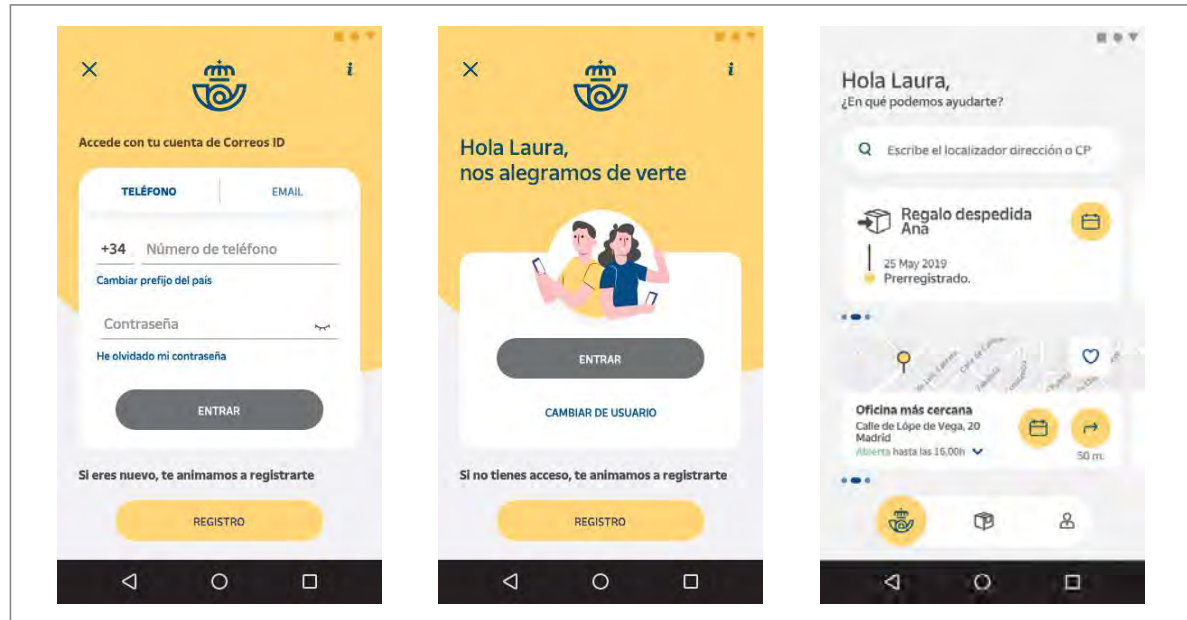 Accede con tu cuenta de Correos ID
TELÉFONO
EMAIL
+34 Número de teléfono
Cambiar prefijo del país
Contraseña
He olvidado mi contraseña
ENTRAR
Si eres nuevo, te animamos a registrarte
REGISTRO
i
Hola Laura,
nos alegramos de verte
ENTRAR
CAMBIAR DE USUARIO
Si no tienes acceso, te animamos a registrarte
REGISTRO
i
Hola Laura,
¿En qué podemos ayudarte?
Escribe el localizador dirección o CP
Regalo despedida
Ana
25 May 2019
Prerregistrado.
Oficina más cercana
Calle de Lópe de Vega, 20
Madrid
Abierta hasta las 16,00h
50 m.